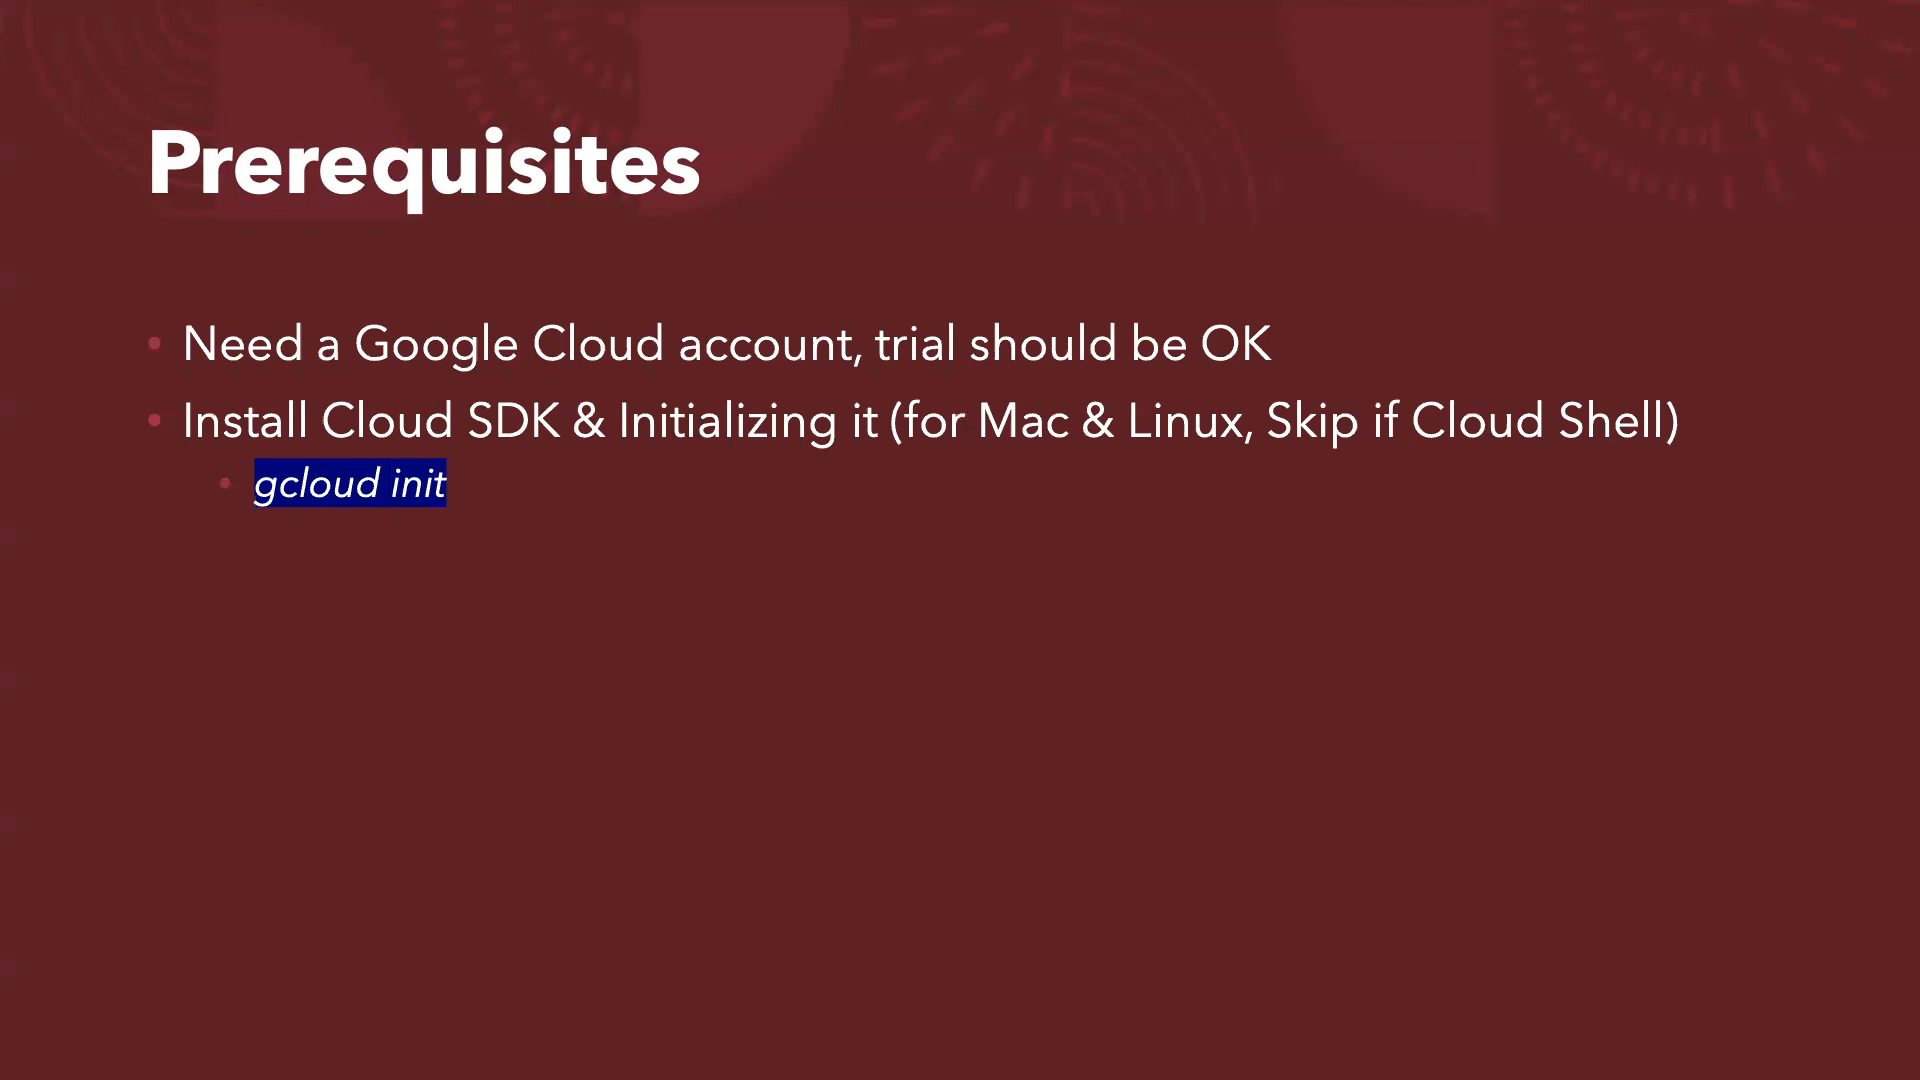 Prerequisites
• Need a Google Cloud account, trial should be OK
• Install Cloud SDK & Initializing it (for Mac & Linux, Skip if Cloud Shell)
• gcloud init